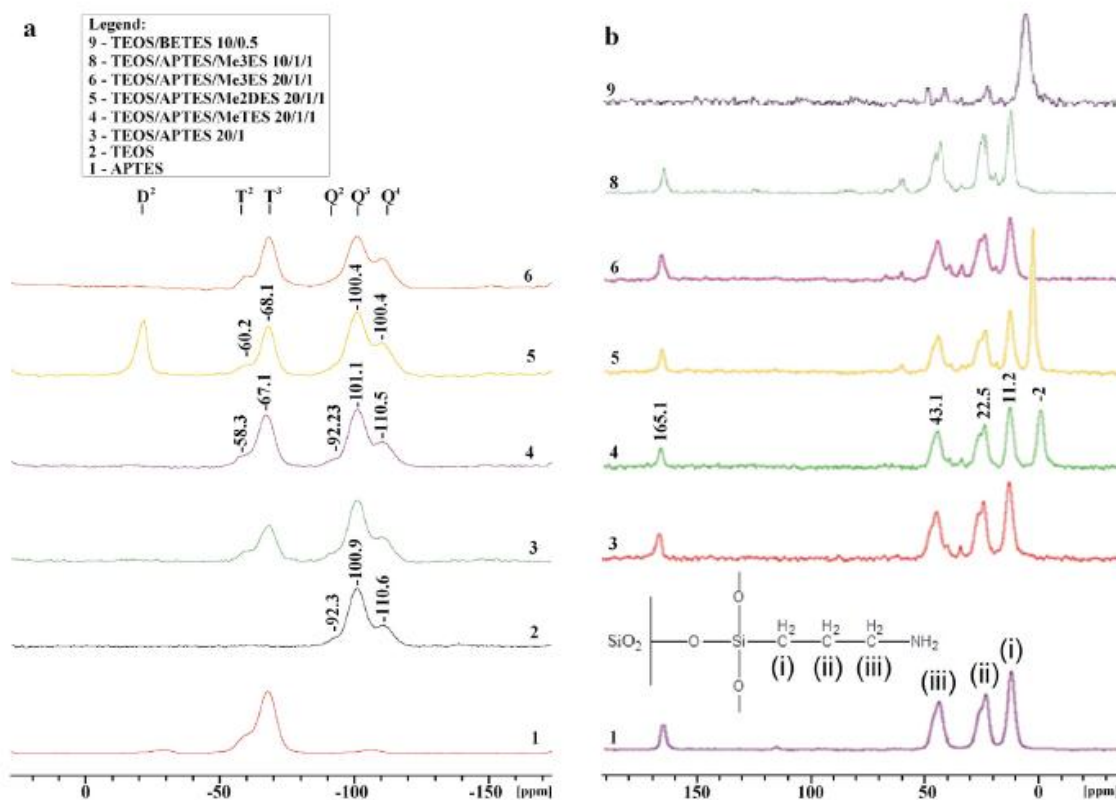 a
Legend:
9 - TEOS/BETES 10/0.5
8 - TEOS/APTES/Me3ES 10/1/1
6 - TEOS/APTES/Me3ES 20/1/1
5 - TEOS/APTES/Me2DES 20/1/1
4 - TEOS/APTES/MeTES 20/1/1
3 - TEOS/APTES 20/1
2 - TEOS
1 - APTES
D² T² T³ Q² Q³ Q⁴
6
-60.2 -68.1 -100.4 -100.4
5
-58.3 -67.1 -92.23 -101.1 -110.5
4
3
-92.3 -100.9 -110.6
2
1
0 -50 -100 -150 [ppm]
b
9
8
6
5
165.1 43.1 22.5 11.2 -2
4
3
O
SiO₂ O Si H₂C H₂C H₂C NH₂
(i) (ii) (iii)
O
(iii) (ii) (i)
1
150 100 50 0 [ppm]